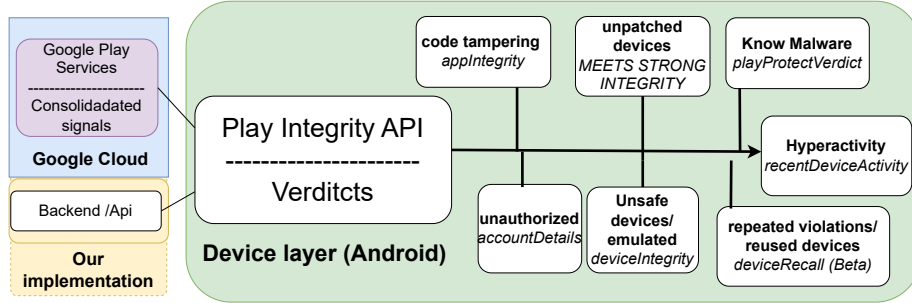 Google Play
Services
------------------------
Consolidadated
signals
Google Cloud
Backend /Api
Our
implementation
Play Integrity API
------------------------
Verditcts
Device layer (Android)
code tampering
appIntegrity
unpatched
devices
MEETS STRONG
INTEGRITY
Know Malware
playProtectVerdict
Hyperactivity
recentDeviceActivity
unauthorized
accountDetails
Unsafe
devices/
emulated
deviceIntegrity
repeated violations/
reused devices
deviceRecall (Beta)